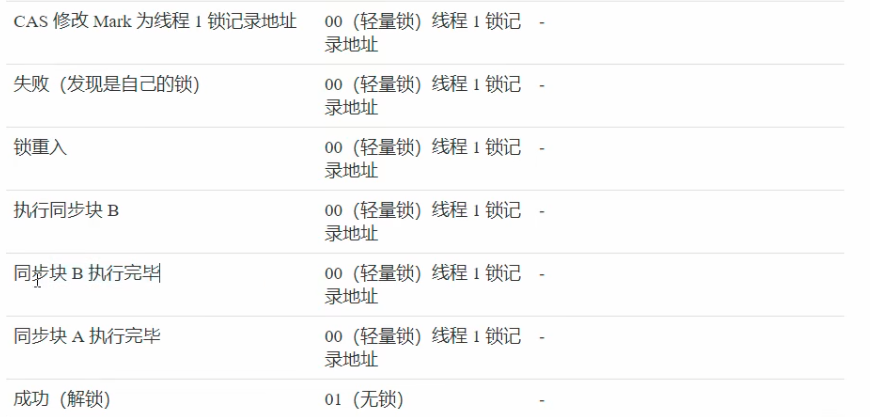 CAS 修改 Mark 为线程 1 锁记录地址 00（轻量锁）线程 1 锁记 -
录地址
失败（发现是自己的锁） 00（轻量锁）线程 1 锁记 -
录地址
锁重入 00（轻量锁）线程 1 锁记 -
录地址
执行同步块 B 00（轻量锁）线程 1 锁记 -
录地址
同步块 B 执行完毕 00（轻量锁）线程 1 锁记 -
录地址
同步块 A 执行完毕 00（轻量锁）线程 1 锁记 -
录地址
成功（解锁） 01（无锁） -